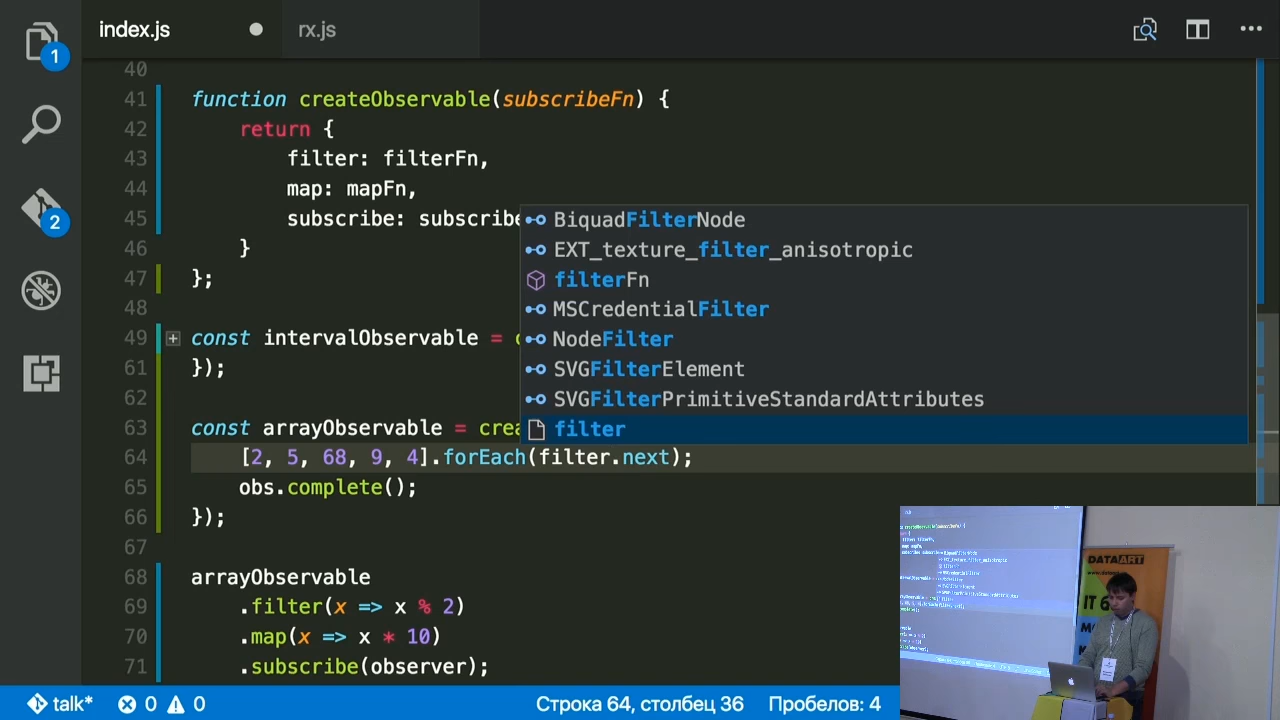 index.js
rx.js
1
2
40
41 function createObservable(subscribeFn) {
42 return {
43 filter: filterFn,
44 map: mapFn,
45 subscribe: subscribe
46 }
47 };
48
49 const intervalObservable =
61 });
62
63 const arrayObservable = crea
64 [2, 5, 68, 9, 4].forEach(filter.next);
65 obs.complete();
66 });
67
68 arrayObservable
69 .filter(x => x % 2)
70 .map(x => x * 10)
71 .subscribe(observer);
BiquadFilterNode
EXT_texture_filter_anisotropic
filterFn
MSCredentialFilter
NodeFilter
SVGFilterElement
SVGFilterPrimitiveStandardAttributes
filter
talk* 0 0
Строка 64, столбец 36 Пробелов: 4
DATAART